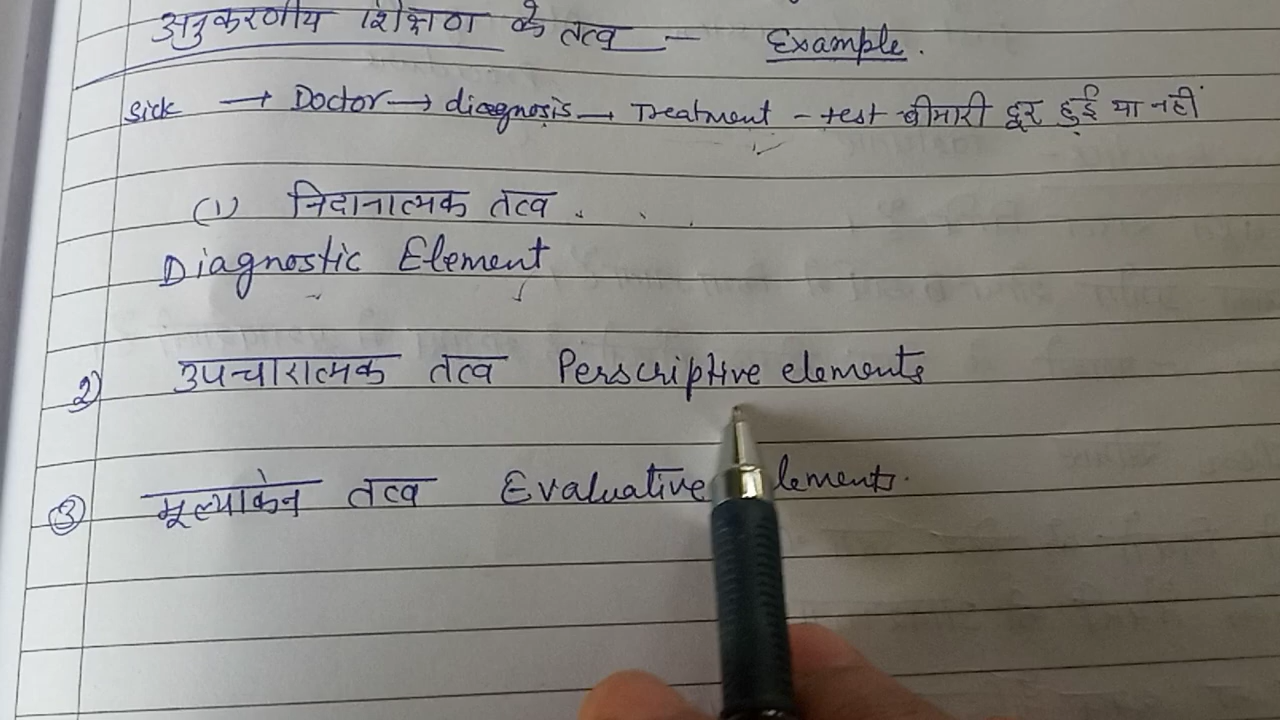 अनुकरणीय शिक्षण के तत्व — Example.
Sick → Doctor → diagnosis → Treatment - test बीमारी दूर हुई या नहीं
(1) निदानात्मक तत्व .
Diagnostic Element
2) उपचारात्मक तत्व Perscriptive elements
③ मूल्याकंन तत्व Evaluative lements.